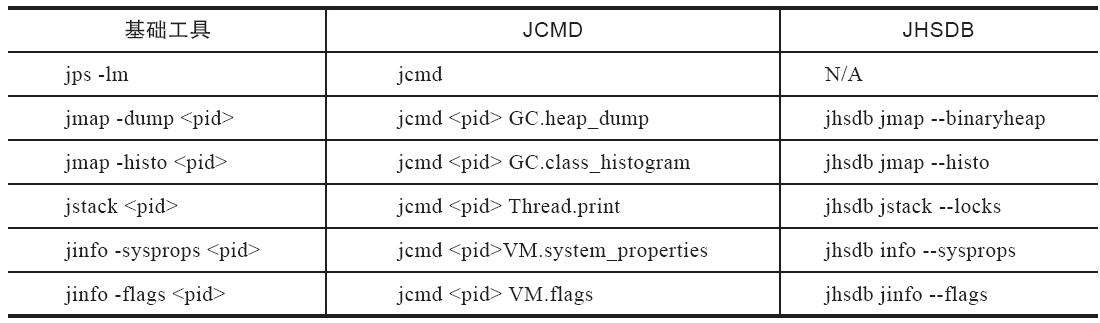 基础工具 JCMD JHSDB
jps -lm jcmd N/A
jmap -dump <pid> jcmd <pid> GC.heap_dump jhsdb jmap --binaryheap
jmap -histo <pid> jcmd <pid> GC.class_histogram jhsdb jmap --histo
jstack <pid> jcmd <pid> Thread.print jhsdb jstack --locks
jinfo -sysprops <pid> jcmd <pid>VM.system_properties jhsdb info --sysprops
jinfo -flags <pid> jcmd <pid> VM.flags jhsdb jinfo --flags